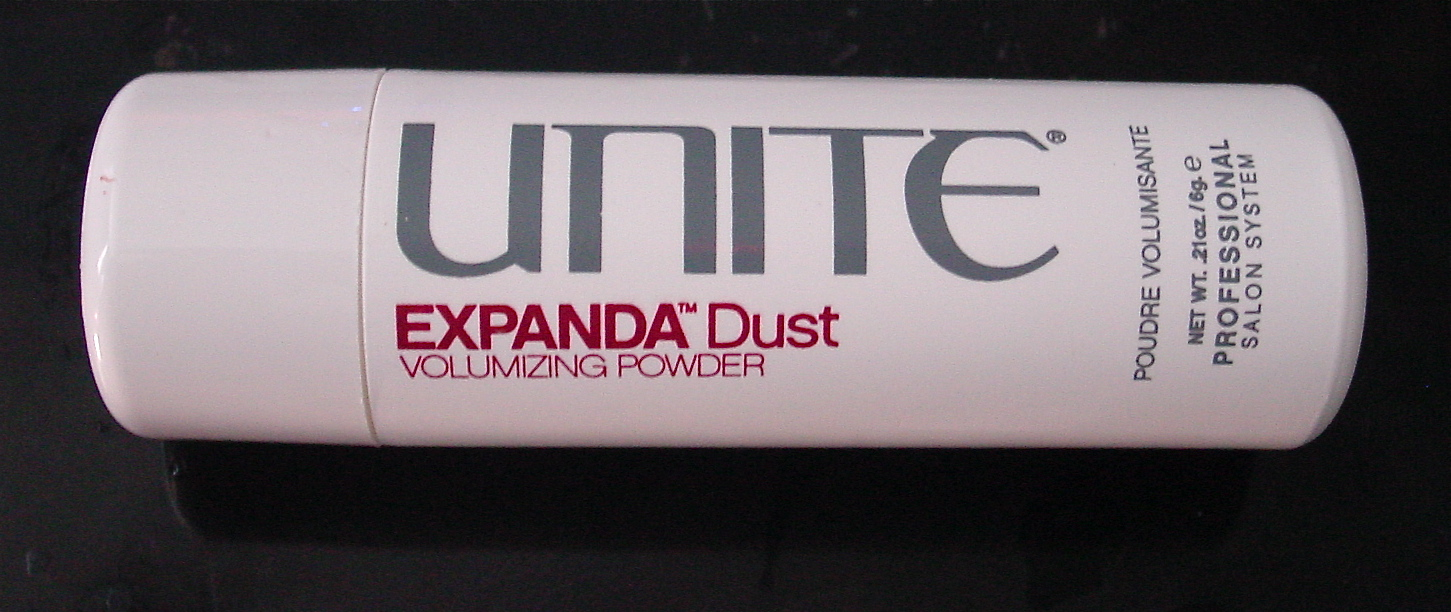 UNITE®
EXPANDA™ Dust
VOLUMIZING POWDER
POUDRE VOLUMISANTE
NET WT. .21oz./6g. e
PROFESSIONAL
SALON SYSTEM